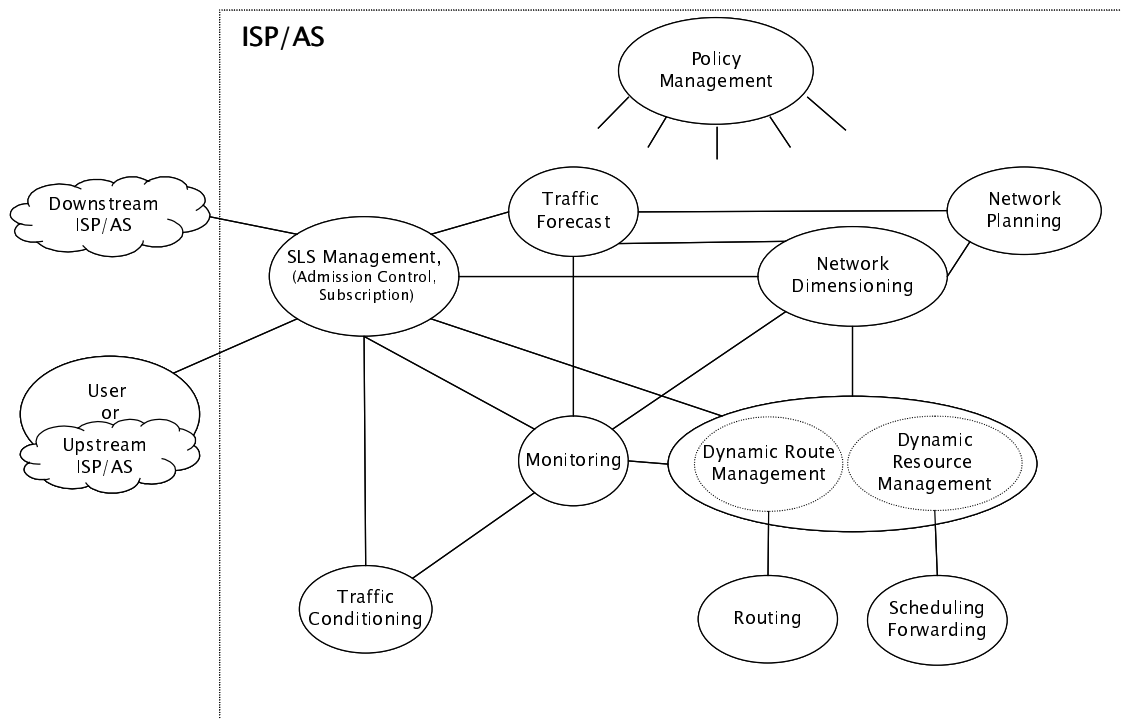 ISP/AS
Policy
Management
Downstream
ISP/AS
Traffic
Forecast
Network
Planning
SLS Management,
(Admission Control,
Subscription)
Network
Dimensioning
User
or
Upstream
ISP/AS
Monitoring
Dynamic Route
Management
Dynamic
Resource
Management
Traffic
Conditioning
Routing
Scheduling
Forwarding